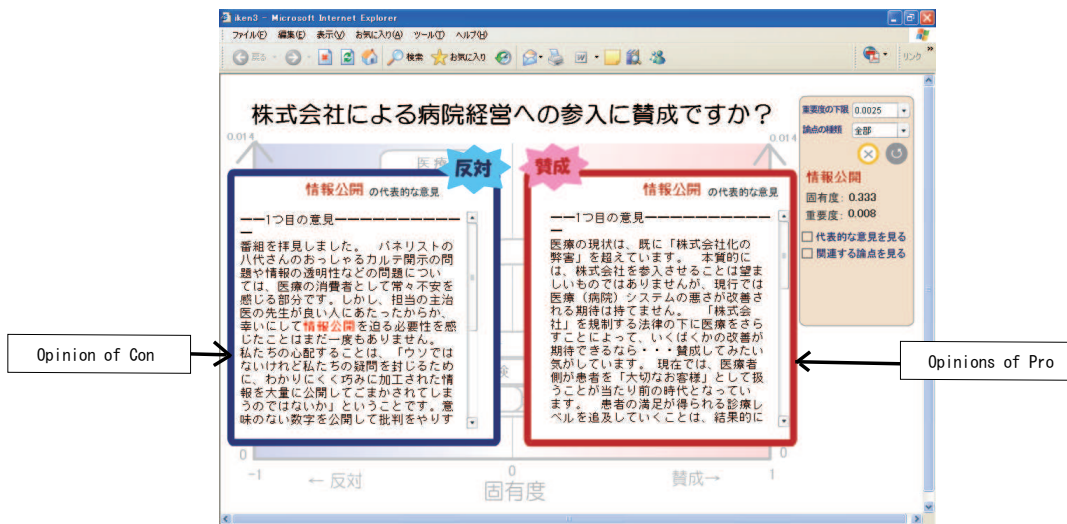 iken3 - Microsoft Internet Explorer
ファイル(F) 編集(E) 表示(V) お気に入り(A) ツール(T) ヘルプ(H)
戻る 検索 お気に入り リンク »
株式会社による病院経営への参入に賛成ですか？
重要度の下限 0.0025
論点の種類 全部
0.014 0.014
医療
反対 賛成
情報公開
固有度: 0.333
重要度: 0.008
代表的な意見を見る
関連する論点を見る
情報公開 の代表的な意見
ーー1つ目の意見ーーーーーーーーーー
ー
番組を拝見しました。 パネリストの
八代さんのおっしゃるカルテ開示の問
題や情報の透明性などの問題につい
ては、医療の消費者として常々不安を
感じる部分です。しかし、担当の主治
医の先生が良い人にあたったからか、
幸いにして情報公開を迫る必要性を感
じたことはまだ一度もありません。
私たちの心配することは、「ウソでは
ないけれど私たちの疑問を封じるため
に、わかりにくく巧みに加工された情
報を大量に公開してごまかされてしま
うのではないか」ということです。意
味のない数字を公開して批判をやりす
情報公開 の代表的な意見
ーー1つ目の意見ーーーーーーーーーー
ー
医療の現状は、既に「株式会社化の
弊害」を超えています。 本質的に
は、株式会社を参入させることは望ま
しいものではありませんが、現行では
医療（病院）システムの悪さが改善さ
れる期待は持てません。 「株式会
社」を規制する法律の下に医療をさら
すことによって、いくばくかの改善が
期待できるなら・・・賛成してみたい
気がしています。 現在では、医療者
側が患者を「大切なお客様」として扱
うことが当たり前の時代となってい
ます。 患者の満足が得られる診療レ
ベルを追及していくことは、結果的に
Opinion of Con
Opinions of Pro
険
0 0
-1 ← 反対 0 賛成→ 1
固有度